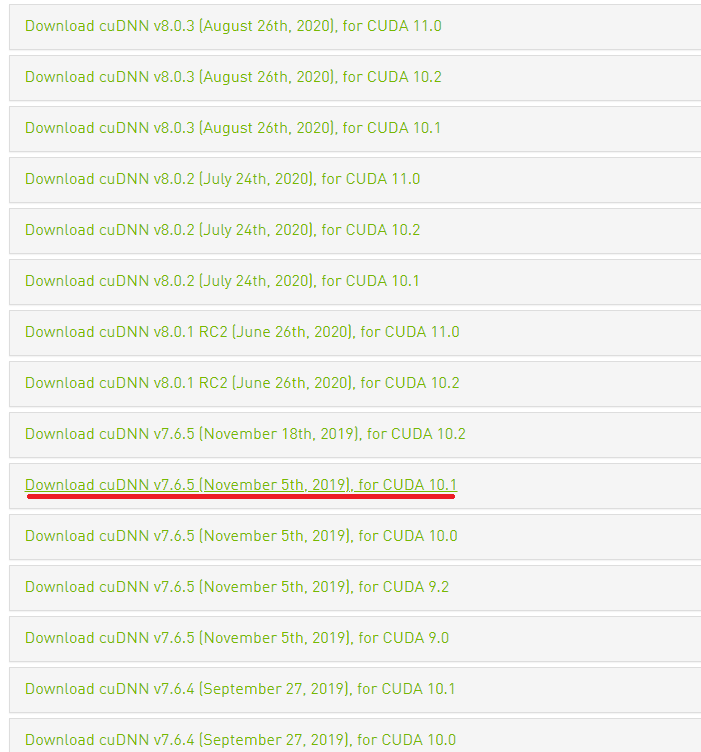 Download cuDNN v8.0.3 (August 26th, 2020), for CUDA 11.0
Download cuDNN v8.0.3 (August 26th, 2020), for CUDA 10.2
Download cuDNN v8.0.3 (August 26th, 2020), for CUDA 10.1
Download cuDNN v8.0.2 (July 24th, 2020), for CUDA 11.0
Download cuDNN v8.0.2 (July 24th, 2020), for CUDA 10.2
Download cuDNN v8.0.2 (July 24th, 2020), for CUDA 10.1
Download cuDNN v8.0.1 RC2 (June 26th, 2020), for CUDA 11.0
Download cuDNN v8.0.1 RC2 (June 26th, 2020), for CUDA 10.2
Download cuDNN v7.6.5 (November 18th, 2019), for CUDA 10.2
Download cuDNN v7.6.5 (November 5th, 2019), for CUDA 10.1
Download cuDNN v7.6.5 (November 5th, 2019), for CUDA 10.0
Download cuDNN v7.6.5 (November 5th, 2019), for CUDA 9.2
Download cuDNN v7.6.5 (November 5th, 2019), for CUDA 9.0
Download cuDNN v7.6.4 (September 27, 2019), for CUDA 10.1
Download cuDNN v7.6.4 (September 27, 2019), for CUDA 10.0